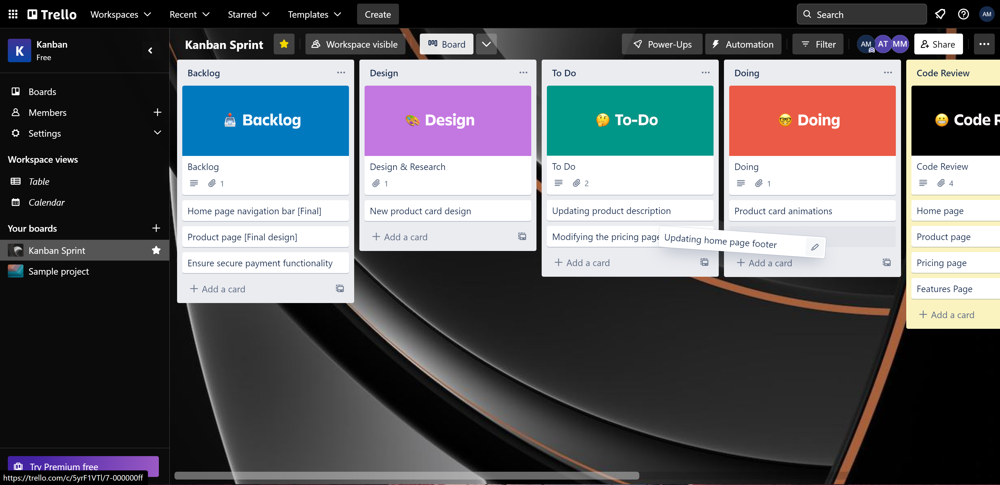 Trello
Workspaces
Recent
Starred
Templates
Create
Search
AM
K
Kanban
Free
Kanban Sprint
Workspace visible
Board
Power-Ups
Automation
Filter
AM
AT
MM
Share
Boards
Members
Settings
Workspace views
Table
Calendar
Your boards
Kanban Sprint
Sample project
Try Premium free
https://trello.com/c/5yrF1VTl/7-000000ff
Backlog
Backlog
Backlog
1
Home page navigation bar [Final]
Product page [Final design]
Ensure secure payment functionality
Add a card
Design
Design
Design & Research
1
New product card design
Add a card
To Do
To-Do
To Do
2
Updating product description
Modifying the pricing page
Add a card
Updating home page footer
Doing
Doing
Doing
1
Product card animations
Add a card
Code Review
Code R
Code Review
4
Home page
Product page
Pricing page
Features Page
Add a card